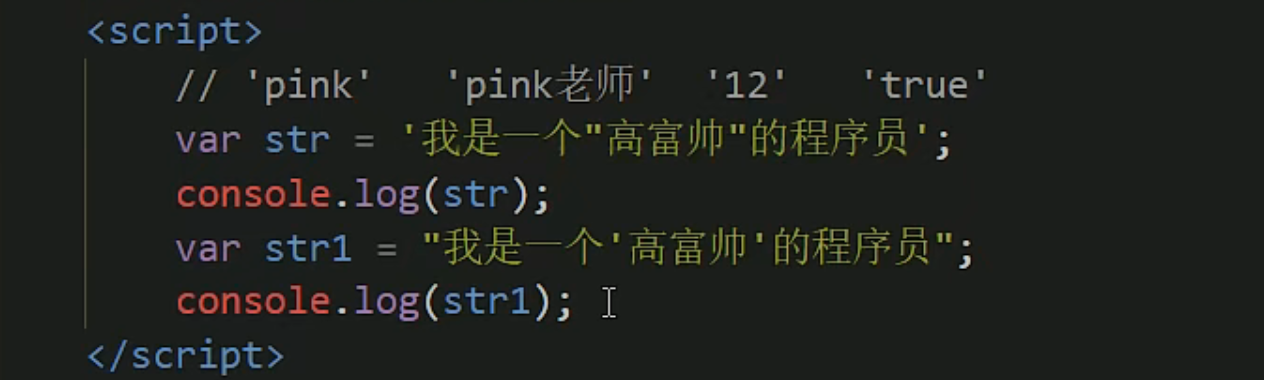 <script>
// 'pink' 'pink老师' '12' 'true'
var str = '我是一个"高富帅"的程序员';
console.log(str);
var str1 = "我是一个'高富帅'的程序员";
console.log(str1);
</script>